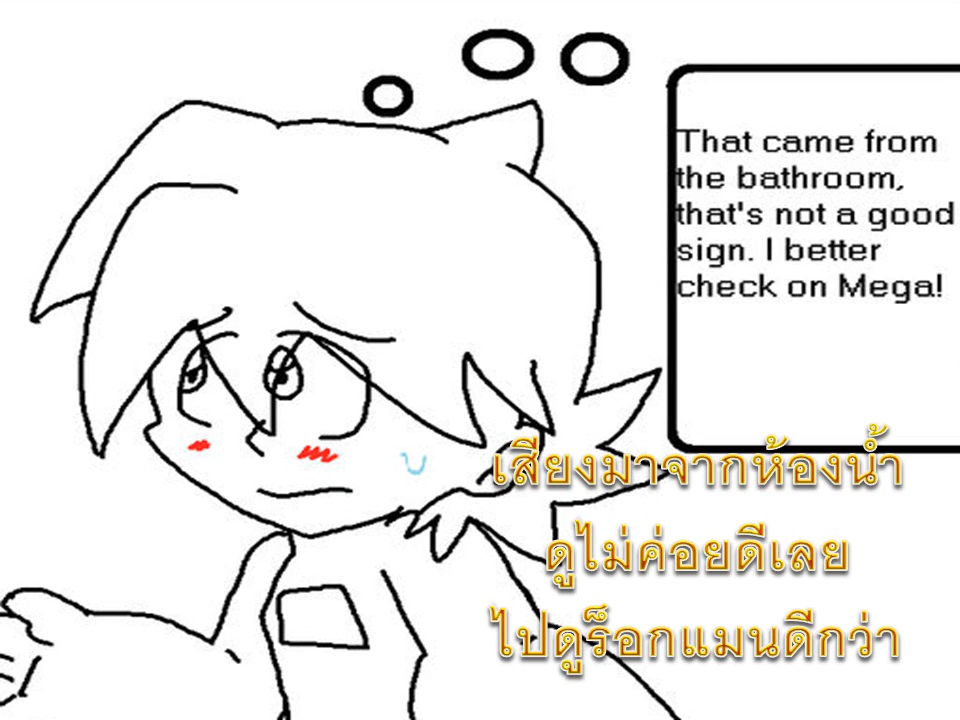 That came from
the bathroom,
that's not a good
sign. I better
check on Mega!
เสียงมาจากห้องน้ำ
ดูไม่ค่อยดีเลย
ไปดูร็อกแมนดีกว่า